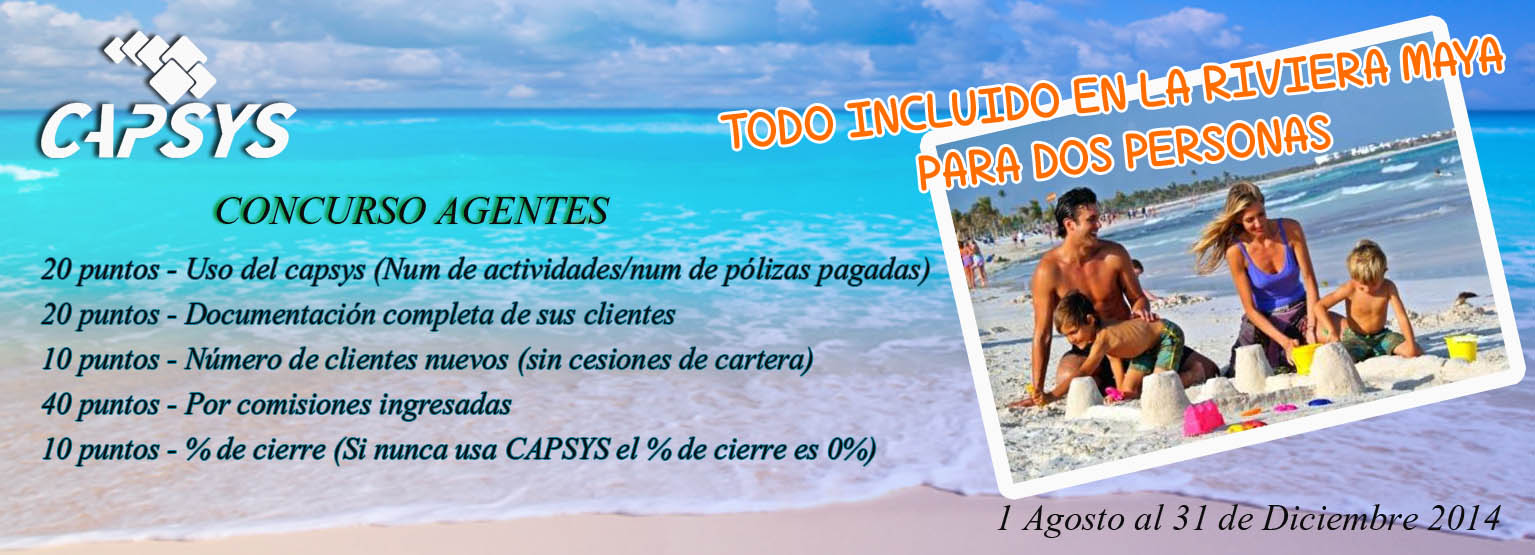 CAPSYS
TODO INCLUIDO EN LA RIVIERA MAYA
PARA DOS PERSONAS
CONCURSO AGENTES
20 puntos - Uso del capsys (Num de actividades/num de pólizas pagadas)
20 puntos - Documentación completa de sus clientes
10 puntos - Número de clientes nuevos (sin cesiones de cartera)
40 puntos - Por comisiones ingresadas
10 puntos - % de cierre (Si nunca usa CAPSYS el % de cierre es 0%)
1 Agosto al 31 de Diciembre 2014